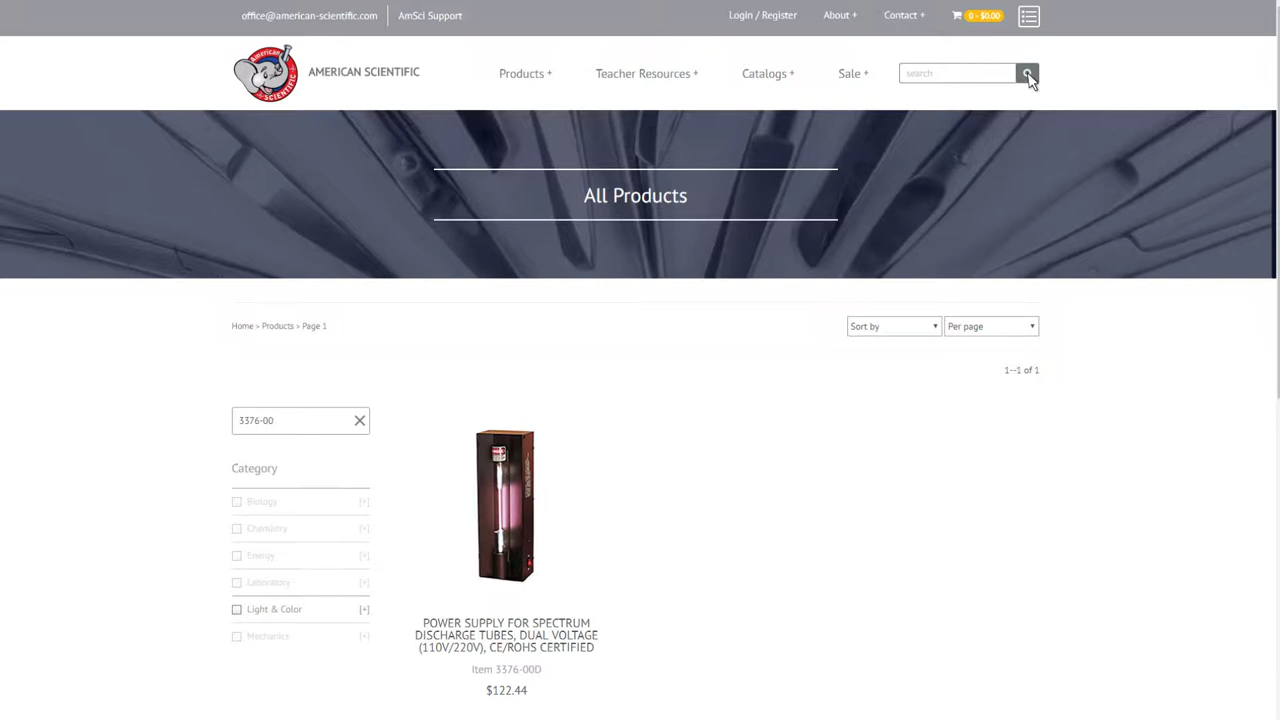 office@american-scientific.com AmSci Support Login / Register About + Contact + 0 - $0.00
American SCIENTIFIC
AMERICAN SCIENTIFIC Products + Teacher Resources + Catalogs + Sale + search
All Products
Home > Products > Page 1 Sort by Per page
1--1 of 1
3376-00
Category
Biology [+]
Chemistry [+]
Energy [+]
Laboratory [+]
Light & Color [+]
Mechanics [+]
POWER SUPPLY FOR SPECTRUM
DISCHARGE TUBES, DUAL VOLTAGE
(110V/220V), CE/ROHS CERTIFIED
Item 3376-00D
$122.44